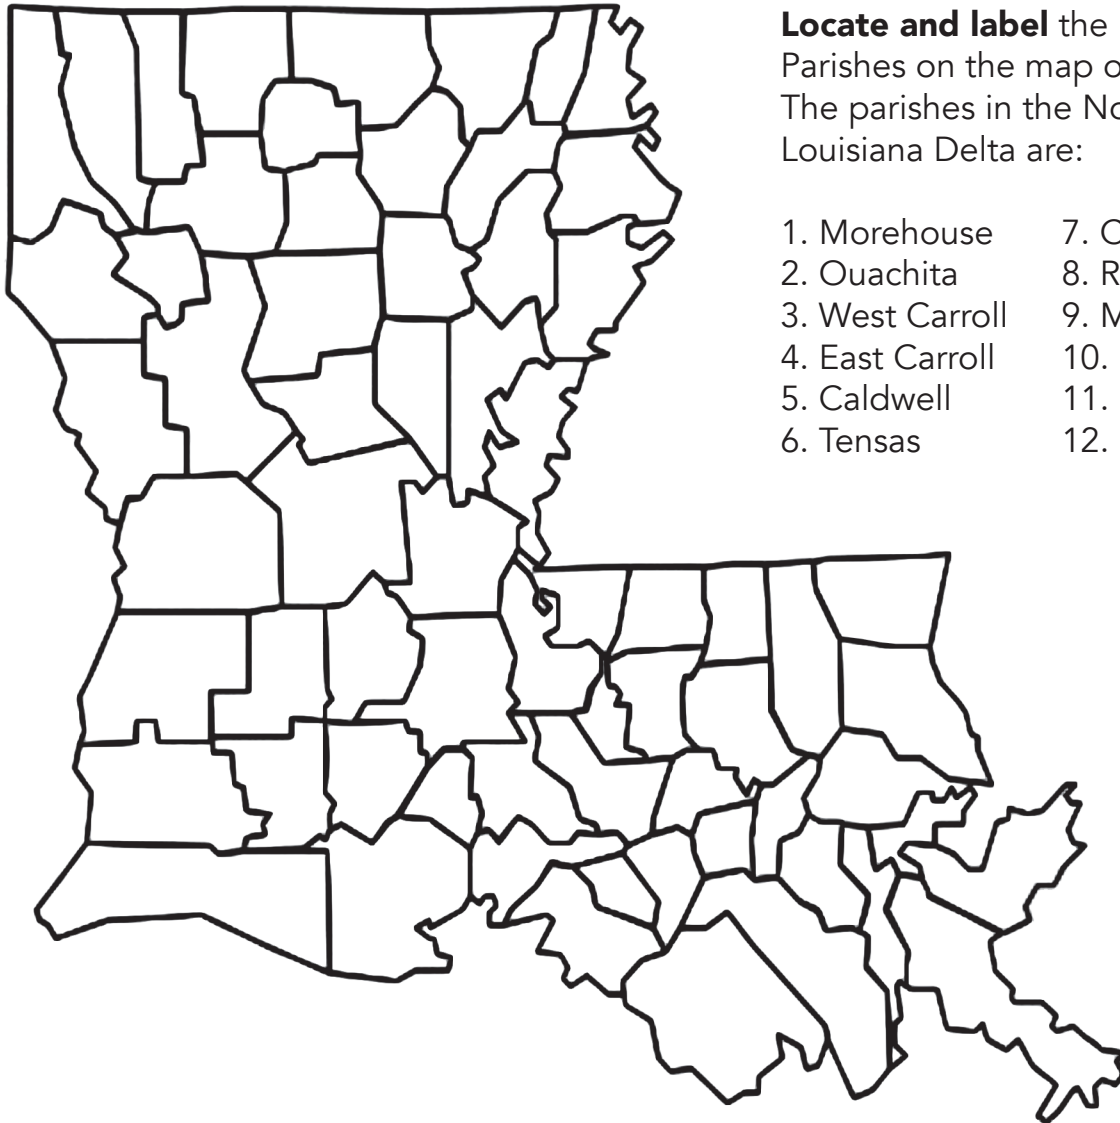 Locate and label the
Parishes on the map o
The parishes in the No
Louisiana Delta are:
1. Morehouse
2. Ouachita
3. West Carroll
4. East Carroll
5. Caldwell
6. Tensas
7. O
8. R
9. M
10.
11.
12.